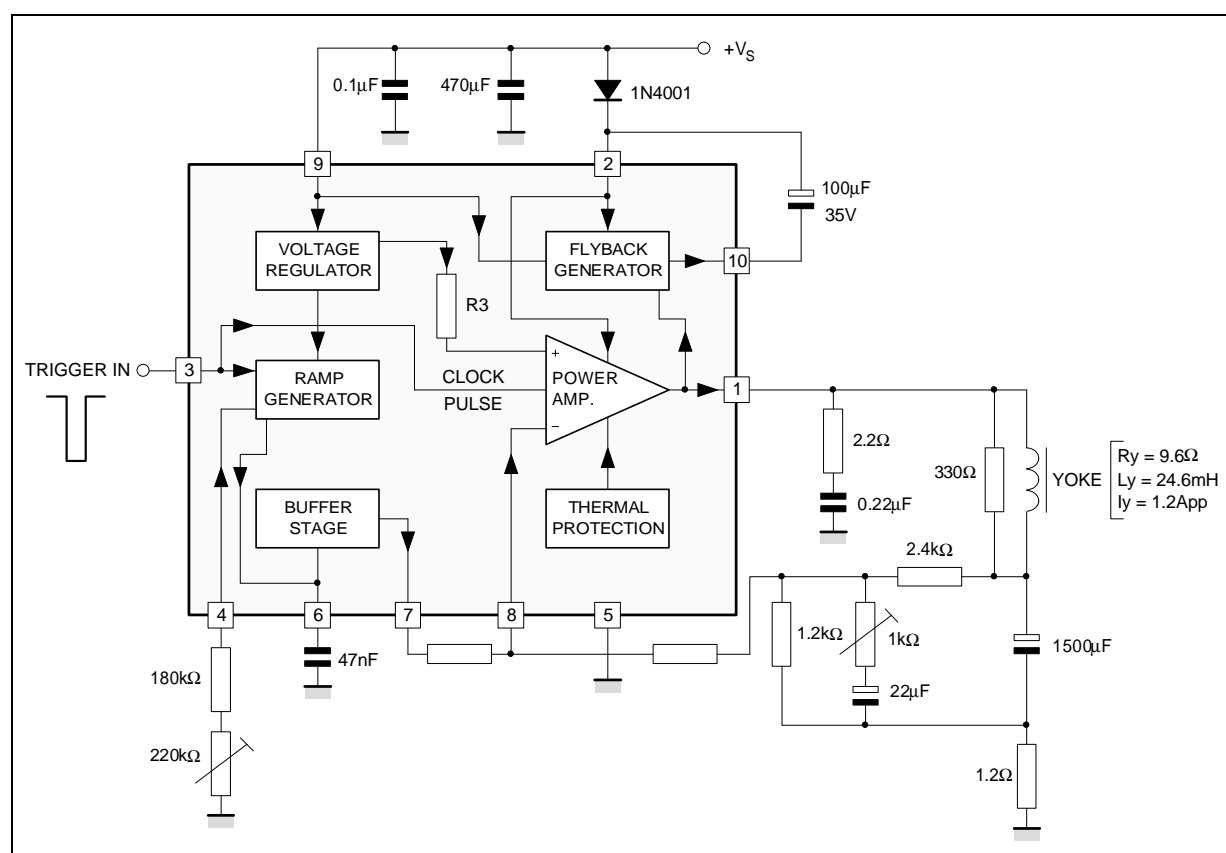 +VS
0.1µF
470µF
1N4001
9
2
100µF
35V
VOLTAGE
REGULATOR
FLYBACK
GENERATOR
10
R3
TRIGGER IN
3
RAMP
GENERATOR
CLOCK
PULSE
+
POWER
AMP.
−
1
2.2Ω
0.22µF
330Ω
YOKE
Ry = 9.6Ω
Ly = 24.6mH
Iy = 1.2App
BUFFER
STAGE
THERMAL
PROTECTION
2.4kΩ
4
6
7
8
5
47nF
1.2kΩ
1kΩ
22µF
1500µF
180kΩ
220kΩ
1.2Ω